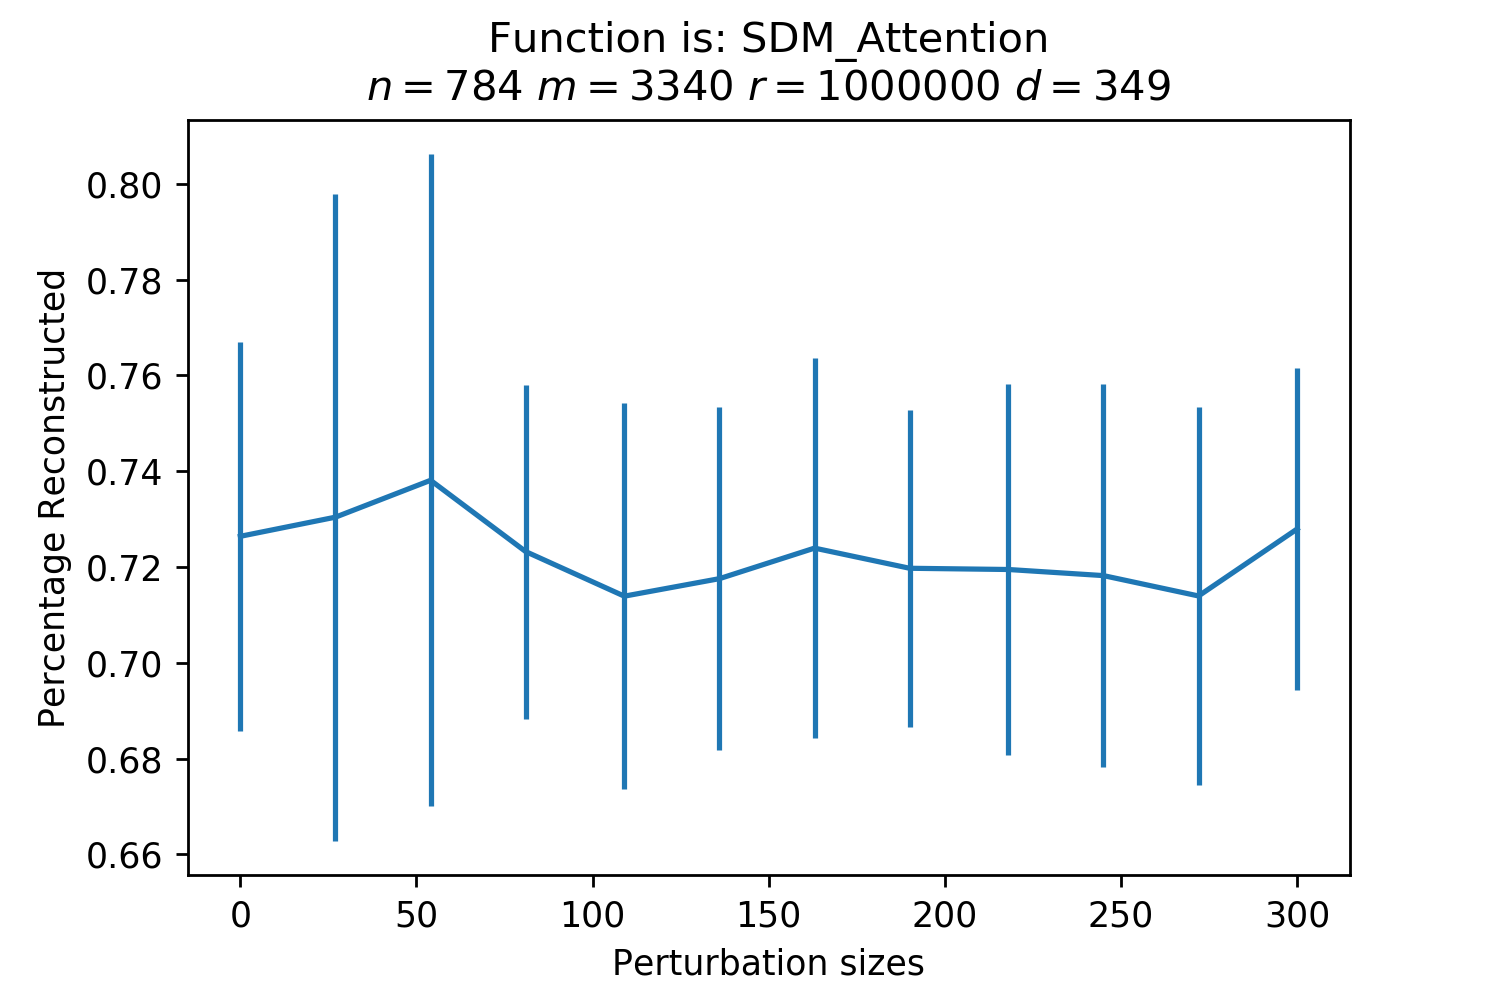 Function is: SDM_Attention
n = 784 m = 3340 r = 1000000 d = 349
Percentage Reconstructed
0.80
0.78
0.76
0.74
0.72
0.70
0.68
0.66
0 50 100 150 200 250 300
Perturbation sizes